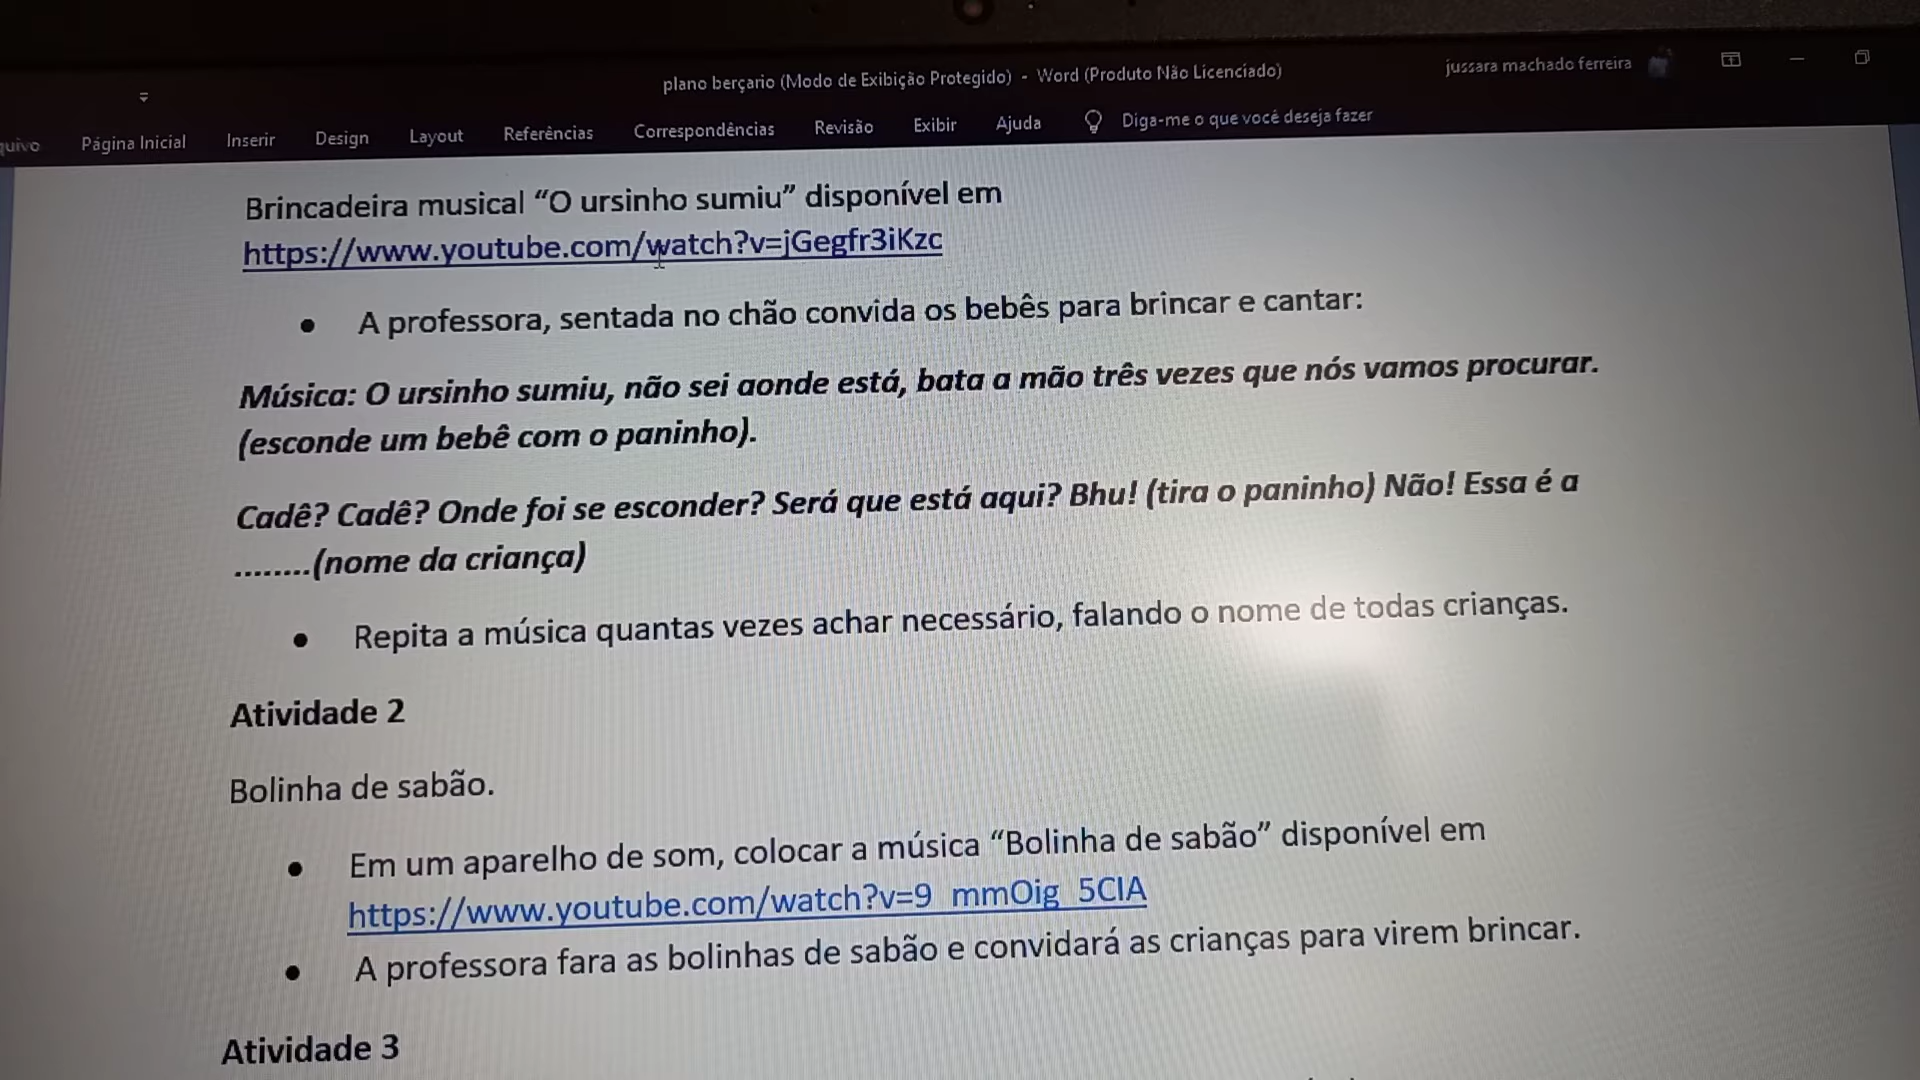 plano berçario (Modo de Exibição Protegido) - Word (Produto Não Licenciado)
jussara machado ferreira
quivo Página Inicial Inserir Design Layout Referências Correspondências Revisão Exibir Ajuda Diga-me o que você deseja fazer
Brincadeira musical “O ursinho sumiu” disponível em
https://www.youtube.com/watch?v=jGegfr3iKzc
• A professora, sentada no chão convida os bebês para brincar e cantar:
Música: O ursinho sumiu, não sei aonde está, bata a mão três vezes que nós vamos procurar.
(esconde um bebê com o paninho).
Cadê? Cadê? Onde foi se esconder? Será que está aqui? Bhu! (tira o paninho) Não! Essa é a
........(nome da criança)
• Repita a música quantas vezes achar necessário, falando o nome de todas crianças.
Atividade 2
Bolinha de sabão.
• Em um aparelho de som, colocar a música “Bolinha de sabão” disponível em
https://www.youtube.com/watch?v=9_mmOig_5CIA
• A professora fara as bolinhas de sabão e convidará as crianças para virem brincar.
Atividade 3